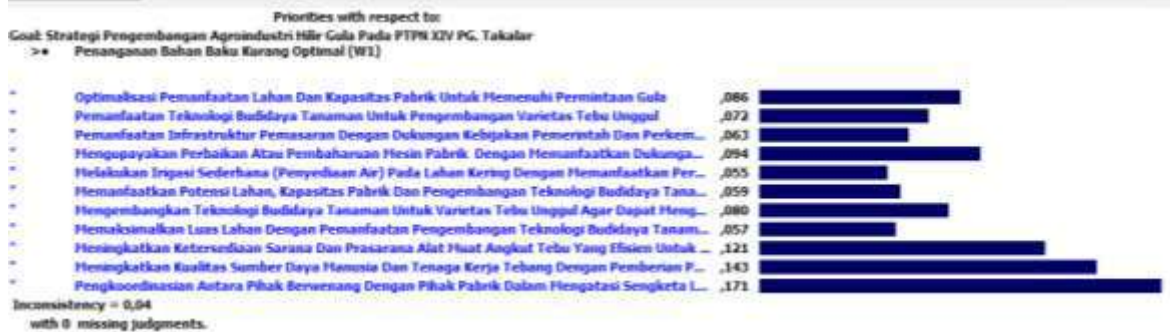 Priorities with respect to:
Goal: Strategi Pengembangan Agroindustri Hilir Gula Pada PTPN XIV PG. Takalar
>• Penanganan Bahan Baku Kurang Optimal (W1)
Optimalisasi Pemanfaatan Lahan Dan Kapasitas Pabrik Untuk Memenuhi Permintaan Gula ,086
Pemanfaatan Teknologi Budidaya Tanaman Untuk Pengembangan Varietas Tebu Unggul ,072
Pemanfaatan Infrastruktur Pemasaran Dengan Dukungan Kebijakan Pemerintah Dan Perkem... ,063
Mengupayakan Perbaikan Atau Pembaharuan Mesin Pabrik Dengan Memanfaatkan Dukunga... ,094
Melakukan Irigasi Sederhana (Penyediaan Air) Pada Lahan Kering Dengan Memanfaatkan Per... ,055
Memanfaatkan Potensi Lahan, Kapasitas Pabrik Dan Pengembangan Teknologi Budidaya Tana... ,059
Mengembangkan Teknologi Budidaya Tanaman Untuk Varietas Tebu Unggul Agar Dapat Meng... ,080
Memaksimalkan Luas Lahan Dengan Pemanfaatan Pengembangan Teknologi Budidaya Tanam... ,057
Meningkatkan Ketersediaan Sarana Dan Prasarana Alat Muat Angkut Tebu Yang Efisien Untuk ... ,121
Meningkatkan Kualitas Sumber Daya Manusia Dan Tenaga Kerja Tebang Dengan Pemberian P... ,143
Pengkoordinasian Antara Pihak Berwenang Dengan Pihak Pabrik Dalam Mengatasi Sengketa L... ,171
Inconsistency = 0,04
with 0 missing judgments.